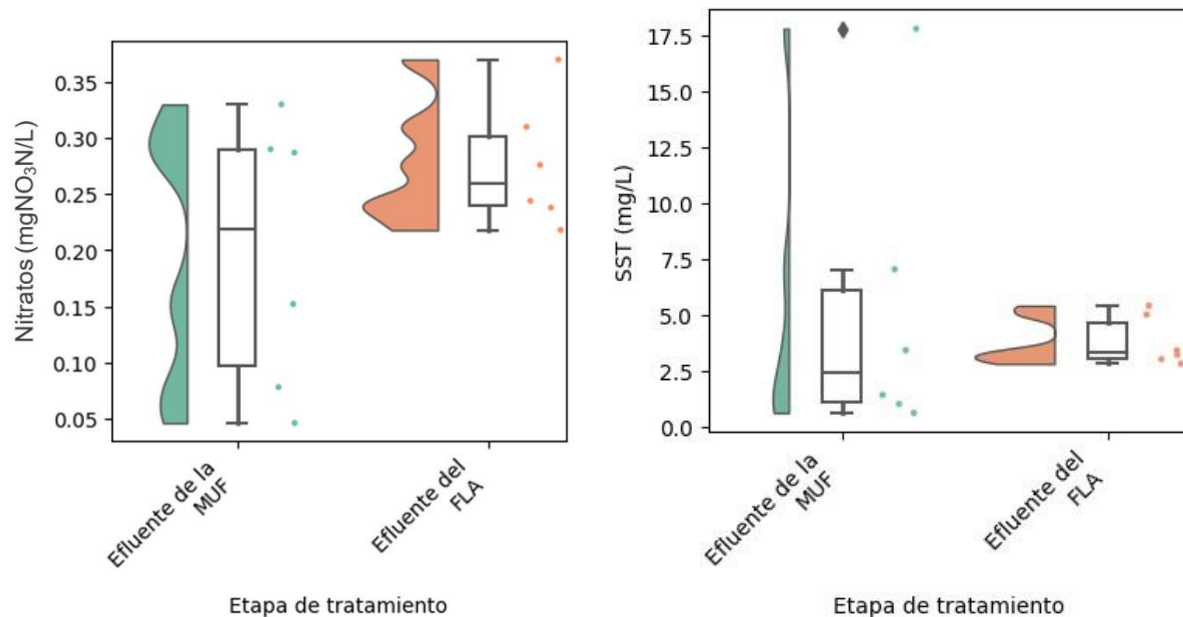 Nitratos (mgNO₃N/L)
0.35
0.30
0.25
0.20
0.15
0.10
0.05
Efluente de la
MUF
Efluente del
FLA
Etapa de tratamiento
SST (mg/L)
17.5
15.0
12.5
10.0
7.5
5.0
2.5
0.0
Efluente de la
MUF
Efluente del
FLA
Etapa de tratamiento